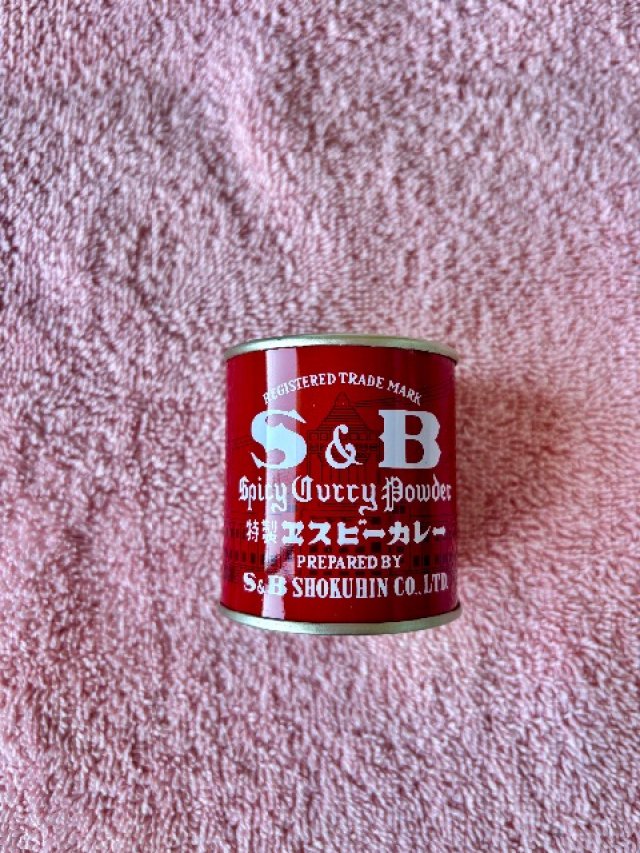 REGISTERED TRADE MARK
S & B
Spicy Curry Powder
特製ヱスビーカレー
PREPARED BY
S&B SHOKUHIN CO., LTD.